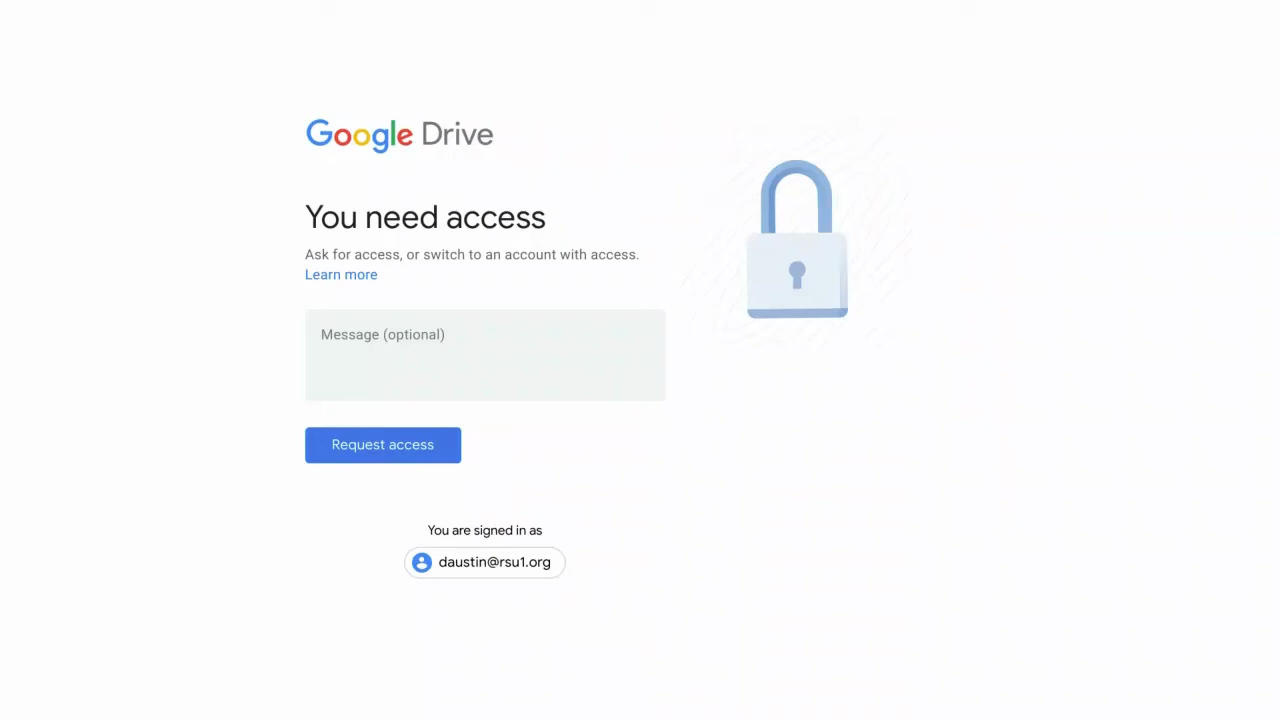 Google Drive
You need access
Ask for access, or switch to an account with access.
Learn more
Message (optional)
Request access
You are signed in as
daustin@rsu1.org